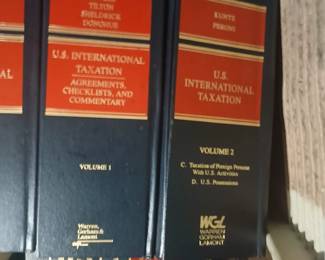 AL
TILTON
SHELDRICK
DONOHUE
U.S. INTERNATIONAL
TAXATION
AGREEMENTS,
CHECKLISTS, AND
COMMENTARY
VOLUME 1
Warren,
Gorham &
Lamont
KUNTZ
PERONI
U.S.
INTERNATIONAL
TAXATION
VOLUME 2
C. Taxation of Foreign Persons
With U.S. Activities
D. U.S. Possessions
WGL
WARREN
GORHAM
LAMONT